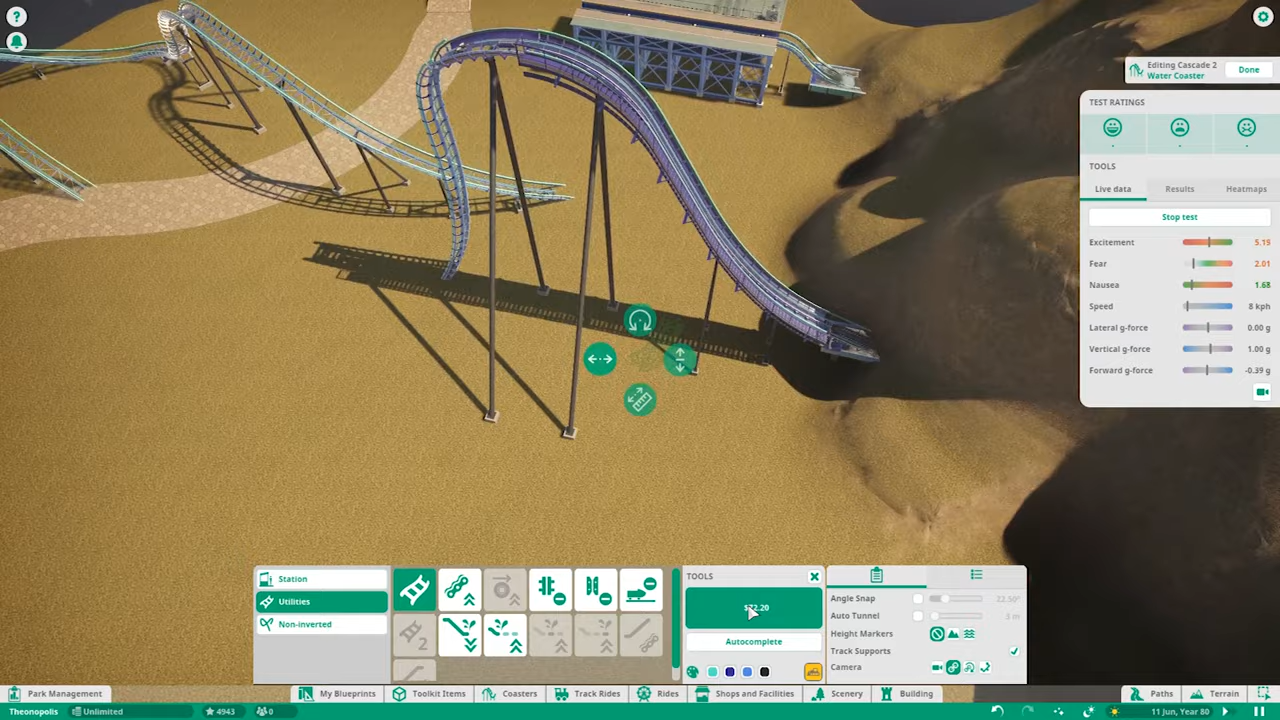 ?
Editing Cascade 2
Water Coaster
Done
TEST RATINGS
TOOLS
Live data Results Heatmaps
Stop test
Excitement 5.15
Fear 2.01
Nausea 1.68
Speed 8 kph
Lateral g-force 0.00 g
Vertical g-force 1.00 g
Forward g-force -0.39 g
Station
Utilities
Non-inverted
2
TOOLS
Autocomplete
Angle Snap 22.50°
Auto Tunnel 3 m
Height Markers
Track Supports
Camera
Park Management
My Blueprints
Toolkit Items
Coasters
Track Rides
Rides
Shops and Facilities
Scenery
Building
Paths
Terrain
Theonopolis
Unlimited
4943
0
11 Jun, Year 80